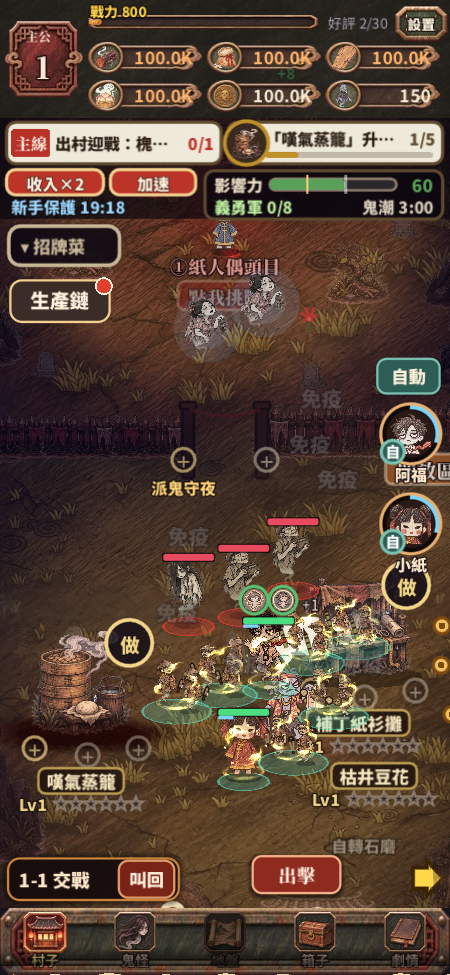 主公
1
戰力 800
好評 2/30
設置
100.0K
100.0K
100.0K
+8
100.0K
100.0K
150
主線 出村迎戰：槐⋯ 0/1
「嘆氣蒸籠」升⋯ 1/5
收入×2
加速
影響力 60
新手保護 19:18
義勇軍 0/8
鬼潮 3:00
▼招牌菜
①紙人偶頭目
點我挑
生產鏈
自動
免疫
免疫
免疫
自
阿福
派鬼守夜
自
小紙
免疫
做
免疫
+1
做
補丁紙衫攤
嘆氣蒸籠
枯井豆花
Lv1
Lv1
自轉石磨
1-1 交戰
叫回
出擊
村子
鬼怪
地盤
箱子
劇情